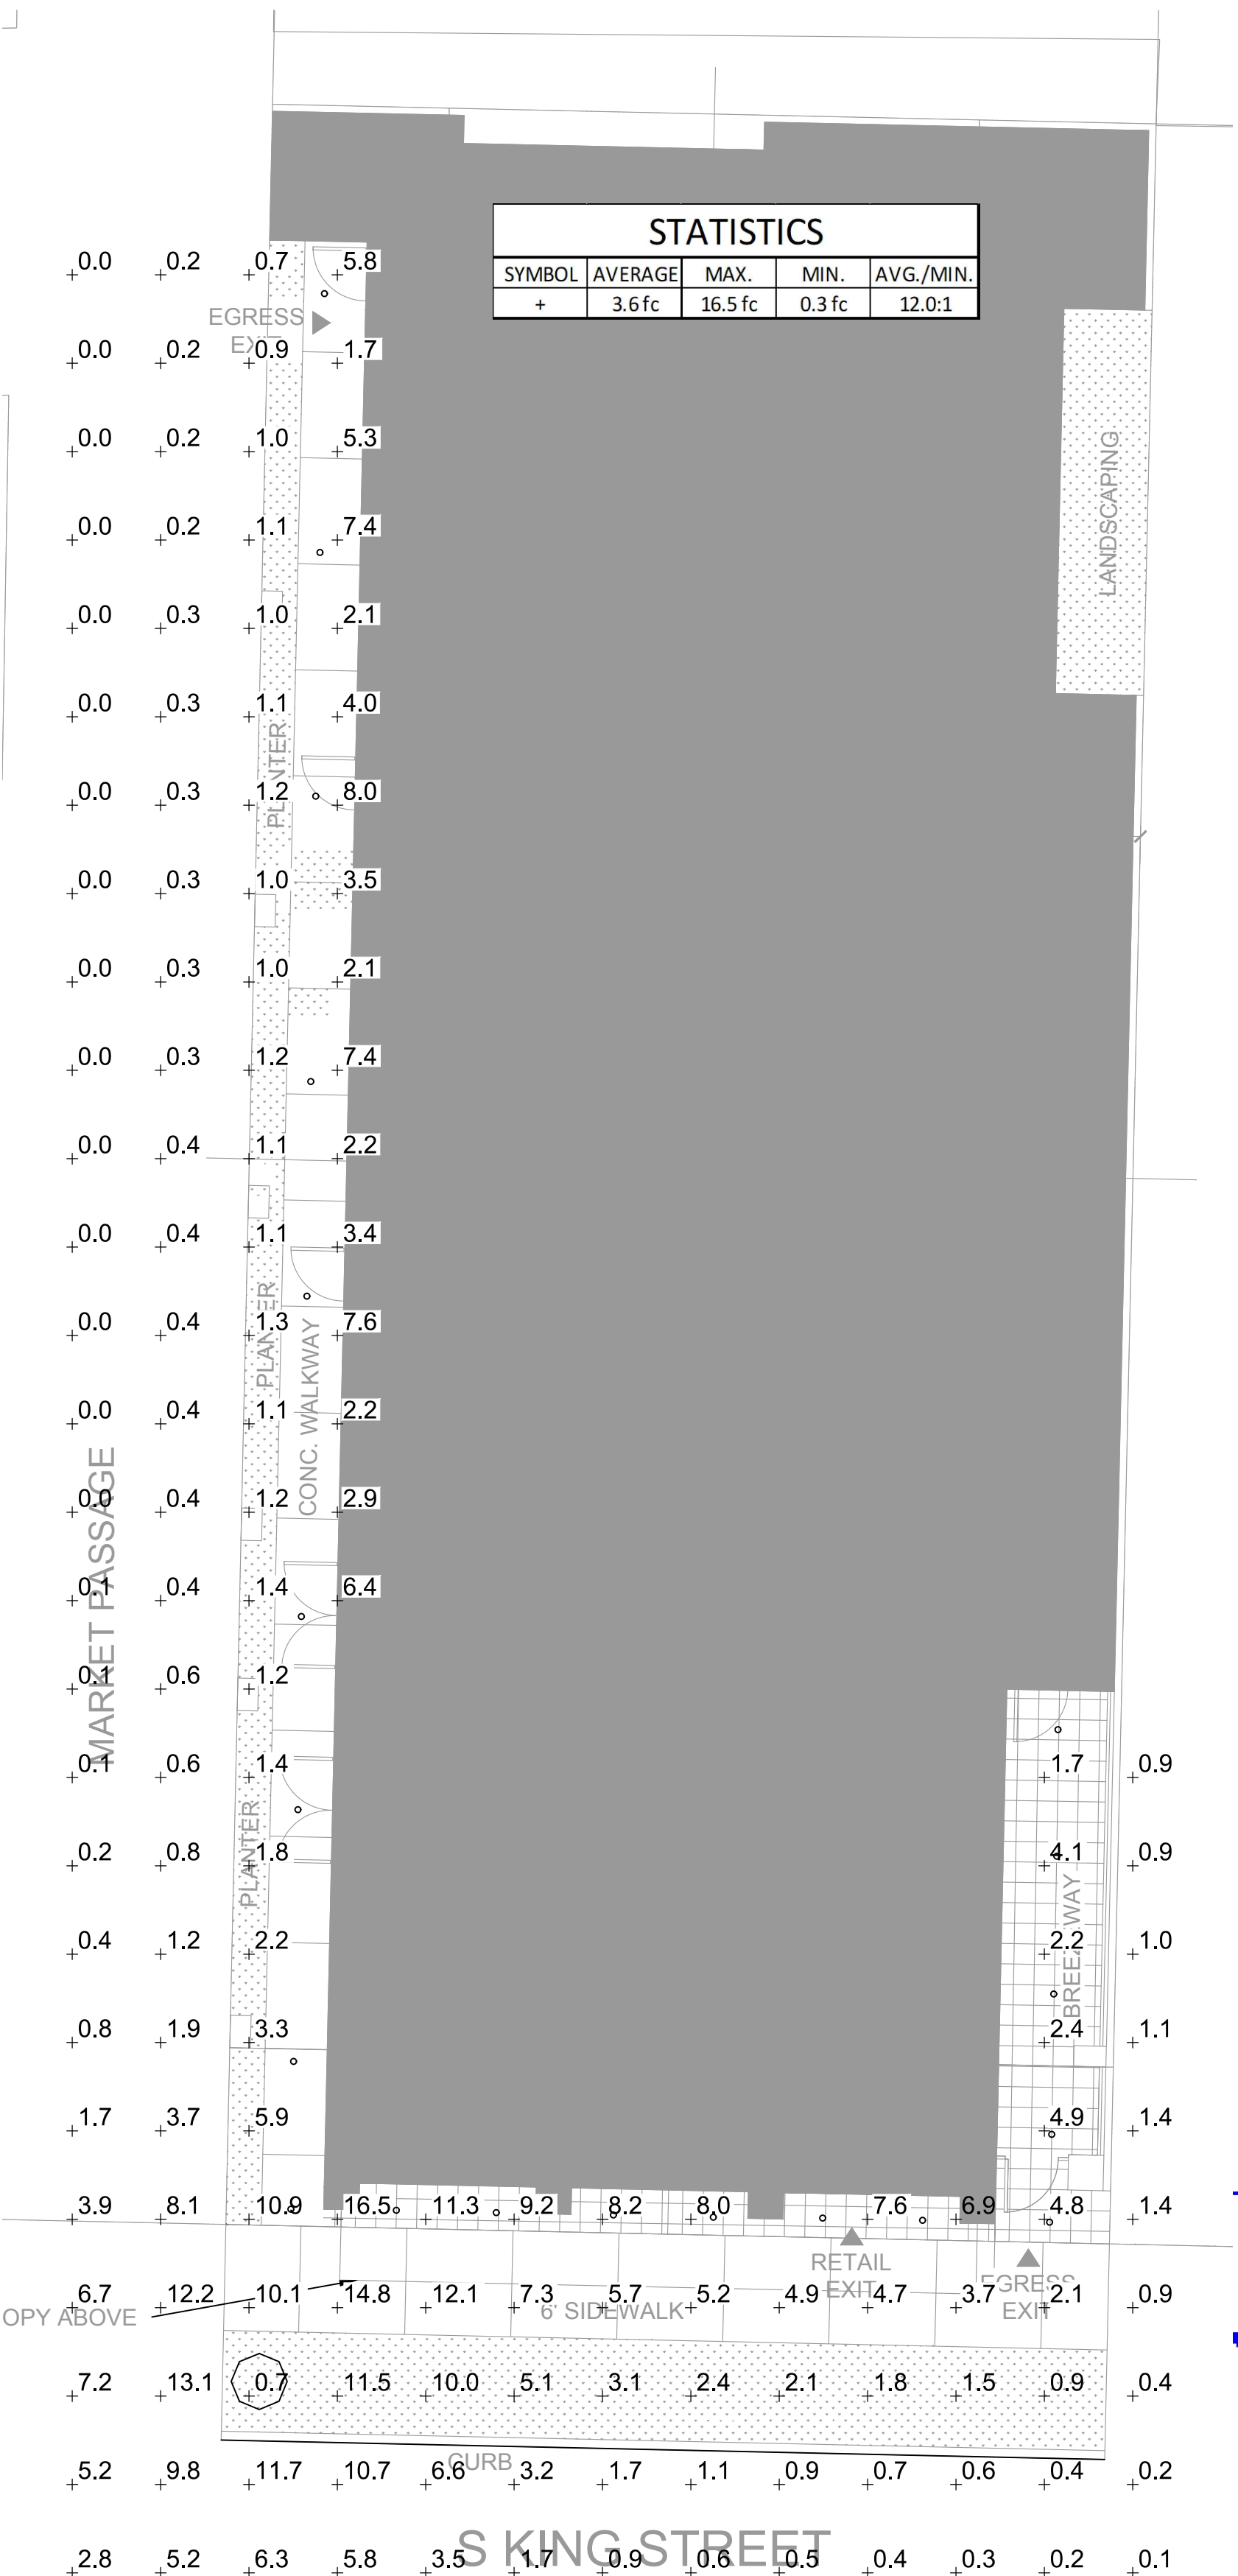 STATISTICS
SYMBOL AVERAGE MAX. MIN. AVG./MIN.
+ 3.6 fc 16.5 fc 0.3 fc 12.0:1
+0.0 +0.2 +0.7 +5.8
EGRESS
EXIT
+0.0 +0.2 +0.9 +1.7
+0.0 +0.2 +1.0 +5.3
LANDSCAPING
+0.0 +0.2 +1.1 +7.4
+0.0 +0.3 +1.0 +2.1
+0.0 +0.3 +1.1 +4.0
PLANTER
+0.0 +0.3 +1.2 +8.0
+0.0 +0.3 +1.0 +3.5
+0.0 +0.3 +1.0 +2.1
+0.0 +0.3 +1.2 +7.4
+0.0 +0.4 +1.1 +2.2
+0.0 +0.4 +1.1 +3.4
PLANTER
+0.0 +0.4 +1.3 +7.6
CONC. WALKWAY
+0.0 +0.4 +1.1 +2.2
MARKET PASSAGE
+0.0 +0.4 +1.2 +2.9
+0.1 +0.4 +1.4 +6.4
+0.1 +0.6 +1.2
+0.1 +0.6 +1.4 +1.7 +0.9
PLANTER
+0.2 +0.8 +1.8 +4.1 +0.9
BREEZEWAY
+0.4 +1.2 +2.2 +2.2 +1.0
+0.8 +1.9 +3.3 +2.4 +1.1
+1.7 +3.7 +5.9 +4.9 +1.4
+3.9 +8.1 +10.9 +16.5 +11.3 +9.2 +8.2 +8.0 +7.6 +6.9 +4.8 +1.4
RETAIL
EXIT
EGRESS
EXIT
+6.7 +12.2 +10.1 +14.8 +12.1 +7.3 +5.7 +5.2 +4.9 +4.7 +3.7 +2.1 +0.9
OPY ABOVE
6' SIDEWALK
+7.2 +13.1 +0.7 +11.5 +10.0 +5.1 +3.1 +2.4 +2.1 +1.8 +1.5 +0.9 +0.4
CURB
+5.2 +9.8 +11.7 +10.7 +6.6 +3.2 +1.7 +1.1 +0.9 +0.7 +0.6 +0.4 +0.2
S KING STREET
+2.8 +5.2 +6.3 +5.8 +3.5 +1.7 +0.9 +0.6 +0.5 +0.4 +0.3 +0.2 +0.1